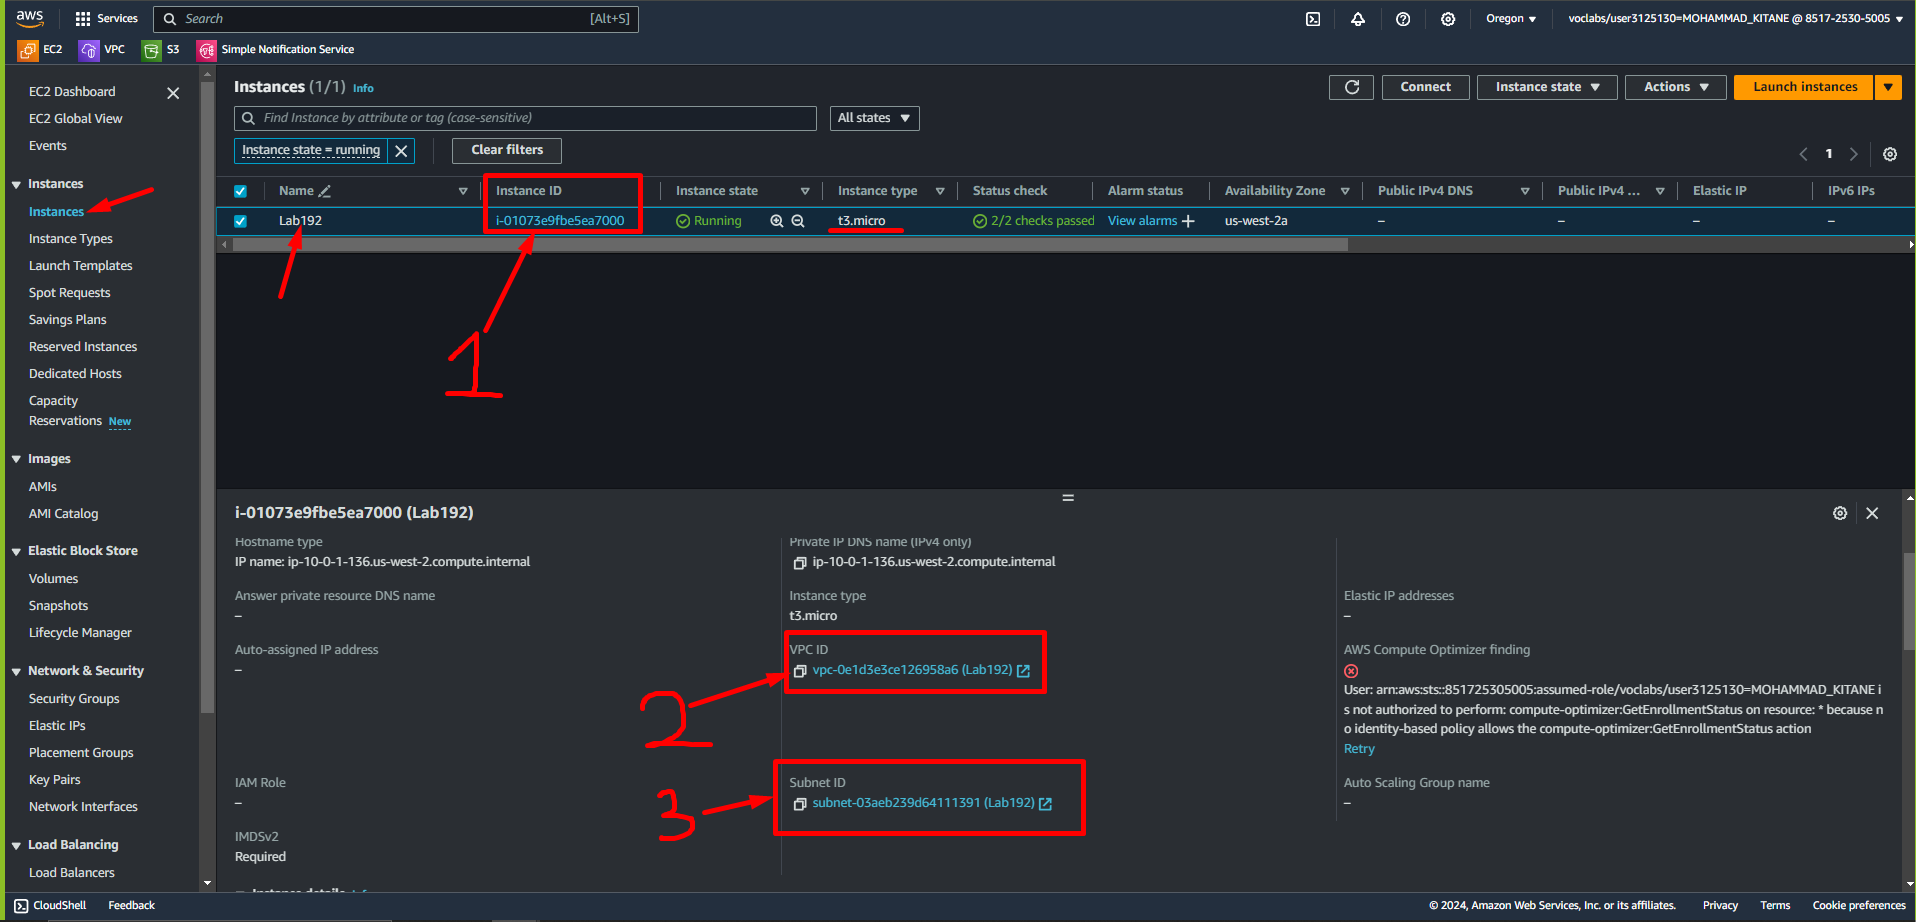 aws Services Search [Alt+S] Oregon voclabs/user3125130=MOHAMMAD_KITANE @ 8517-2530-5005
EC2 VPC S3 Simple Notification Service
EC2 Dashboard
EC2 Global View
Events
Instances
Instances
Instance Types
Launch Templates
Spot Requests
Savings Plans
Reserved Instances
Dedicated Hosts
Capacity
Reservations New
Images
AMIs
AMI Catalog
Elastic Block Store
Volumes
Snapshots
Lifecycle Manager
Network & Security
Security Groups
Elastic IPs
Placement Groups
Key Pairs
Network Interfaces
Load Balancing
Load Balancers
Instances (1/1) Info Connect Instance state Actions Launch instances
Find Instance by attribute or tag (case-sensitive) All states
Instance state = running Clear filters 1
Name Instance ID Instance state Instance type Status check Alarm status Availability Zone Public IPv4 DNS Public IPv4 ... Elastic IP IPv6 IPs
Lab192 i-01073e9fbe5ea7000 Running t3.micro 2/2 checks passed View alarms us-west-2a – – – –
1
i-01073e9fbe5ea7000 (Lab192)
Hostname type
IP name: ip-10-0-1-136.us-west-2.compute.internal
Private IP DNS name (IPv4 only)
ip-10-0-1-136.us-west-2.compute.internal
Answer private resource DNS name
–
Instance type
t3.micro
Elastic IP addresses
–
Auto-assigned IP address
–
VPC ID
vpc-0e1d3e3ce126958a6 (Lab192)
2
AWS Compute Optimizer finding
User: arn:aws:sts::851725305005:assumed-role/voclabs/user3125130=MOHAMMAD_KITANE i
s not authorized to perform: compute-optimizer:GetEnrollmentStatus on resource: * because n
o identity-based policy allows the compute-optimizer:GetEnrollmentStatus action
Retry
IAM Role
–
Subnet ID
subnet-03aeb239d64111391 (Lab192)
3
Auto Scaling Group name
–
IMDSv2
Required
Instance details Info
CloudShell Feedback © 2024, Amazon Web Services, Inc. or its affiliates. Privacy Terms Cookie preferences